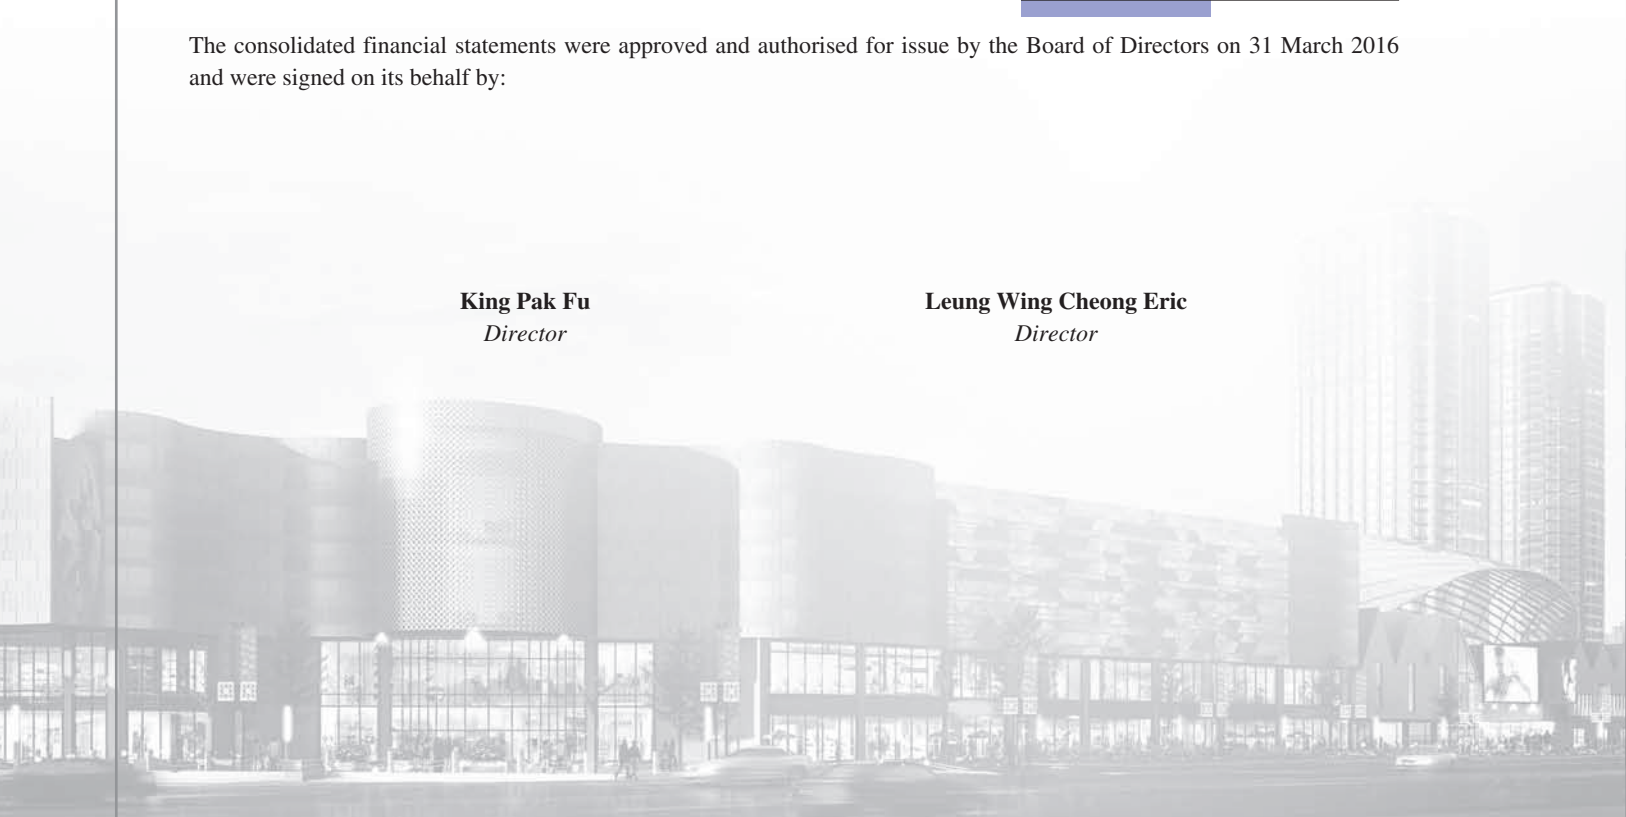 The consolidated financial statements were approved and authorised for issue by the Board of Directors on 31 March 2016
and were signed on its behalf by:
King Pak Fu
Leung Wing Cheong Eric
Director
Director